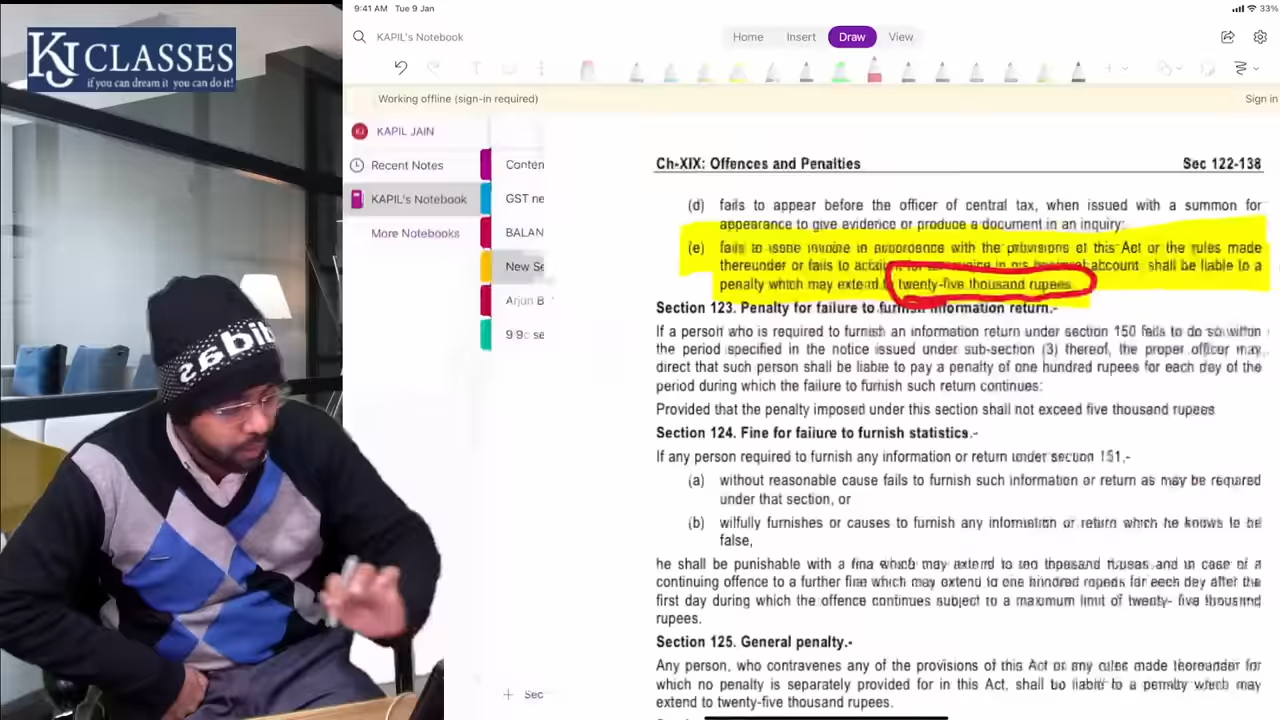 KJ CLASSES
if you can dream it you can do it!
9:41 AM Tue 9 Jan
33%
KAPIL's Notebook
Home Insert Draw View
Working offline (sign-in required)
Sign in
KJ KAPIL JAIN
Recent Notes
KAPIL's Notebook
More Notebooks
Conten
GST ne
BALAN
New Se
Arjun B
9 9c se
+ Sec
adidas
Ch-XIX: Offences and Penalties Sec 122-138
(d) fails to appear before the officer of central tax, when issued with a summon for
appearance to give evidence or produce a document in an inquiry;
(e) fails to issue invoice in accordance with the provisions of this Act or the rules made
thereunder or fails to account shall be liable to a
penalty which may extend to twenty-five thousand rupees.
Section 123. Penalty for failure to furnish information return.-
If a person who is required to furnish an information return under section 150 fails to do so within
the period specified in the notice issued under sub-section (3) thereof, the proper officer may,
direct that such person shall be liable to pay a penalty of one hundred rupees for each day of the
period during which the failure to furnish such return continues:
Provided that the penalty imposed under this section shall not exceed five thousand rupees
Section 124. Fine for failure to furnish statistics.-
If any person required to furnish any information or return under section 151,-
(a) without reasonable cause fails to furnish such information or return as may be required
under that section, or
(b) wilfully furnishes or causes to furnish any information or return which he knows to be
false,
he shall be punishable with a fine which may extend to and in case of a
continuing offence to a further fine which may extend to one hundred rupees for each day after the
first day during which the offence continues subject to a maximum limit of twenty- five thousand
rupees.
Section 125. General penalty.-
Any person, who contravenes any of the provisions of this Act or any rules made thereunder for
which no penalty is separately provided for in this Act, shall be liable to a penalty which may
extend to twenty-five thousand rupees.